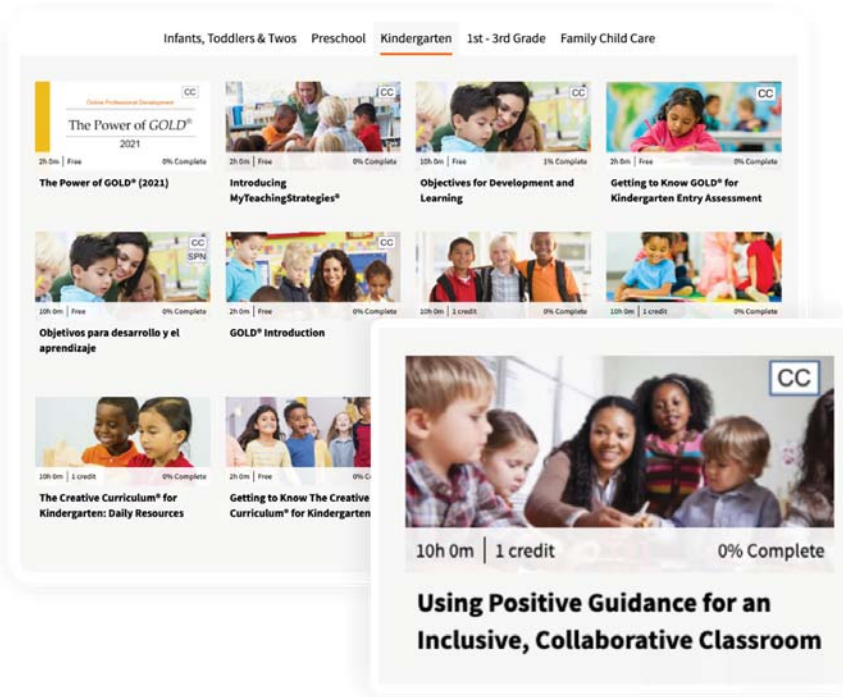 Infants, Toddlers & Twos Preschool Kindergarten 1st - 3rd Grade Family Child Care
CC
Online Professional Development
The Power of GOLD®
2021
2h 0m | Free 0% Complete
The Power of GOLD® (2021)
CC
2h 0m | Free 0% Complete
Introducing
MyTeachingStrategies®
CC
10h 0m | Free 1% Complete
Objectives for Development and
Learning
CC
2h 0m | Free 0% Complete
Getting to Know GOLD® for
Kindergarten Entry Assessment
CC
SPN
10h 0m | Free 0% Complete
Objetivos para desarrollo y el
aprendizaje
CC
2h 0m | Free 0% Complete
GOLD® Introduction
10h 0m | 1 credit 0% Complete
10h 0m | 1 credit 0% Complete
10h 0m | 1 credit 0% Complete
The Creative Curriculum® for
Kindergarten: Daily Resources
2h 0m | Free 0% C
Getting to Know The Creative
Curriculum® for Kindergarten
CC
10h 0m | 1 credit 0% Complete
Using Positive Guidance for an
Inclusive, Collaborative Classroom